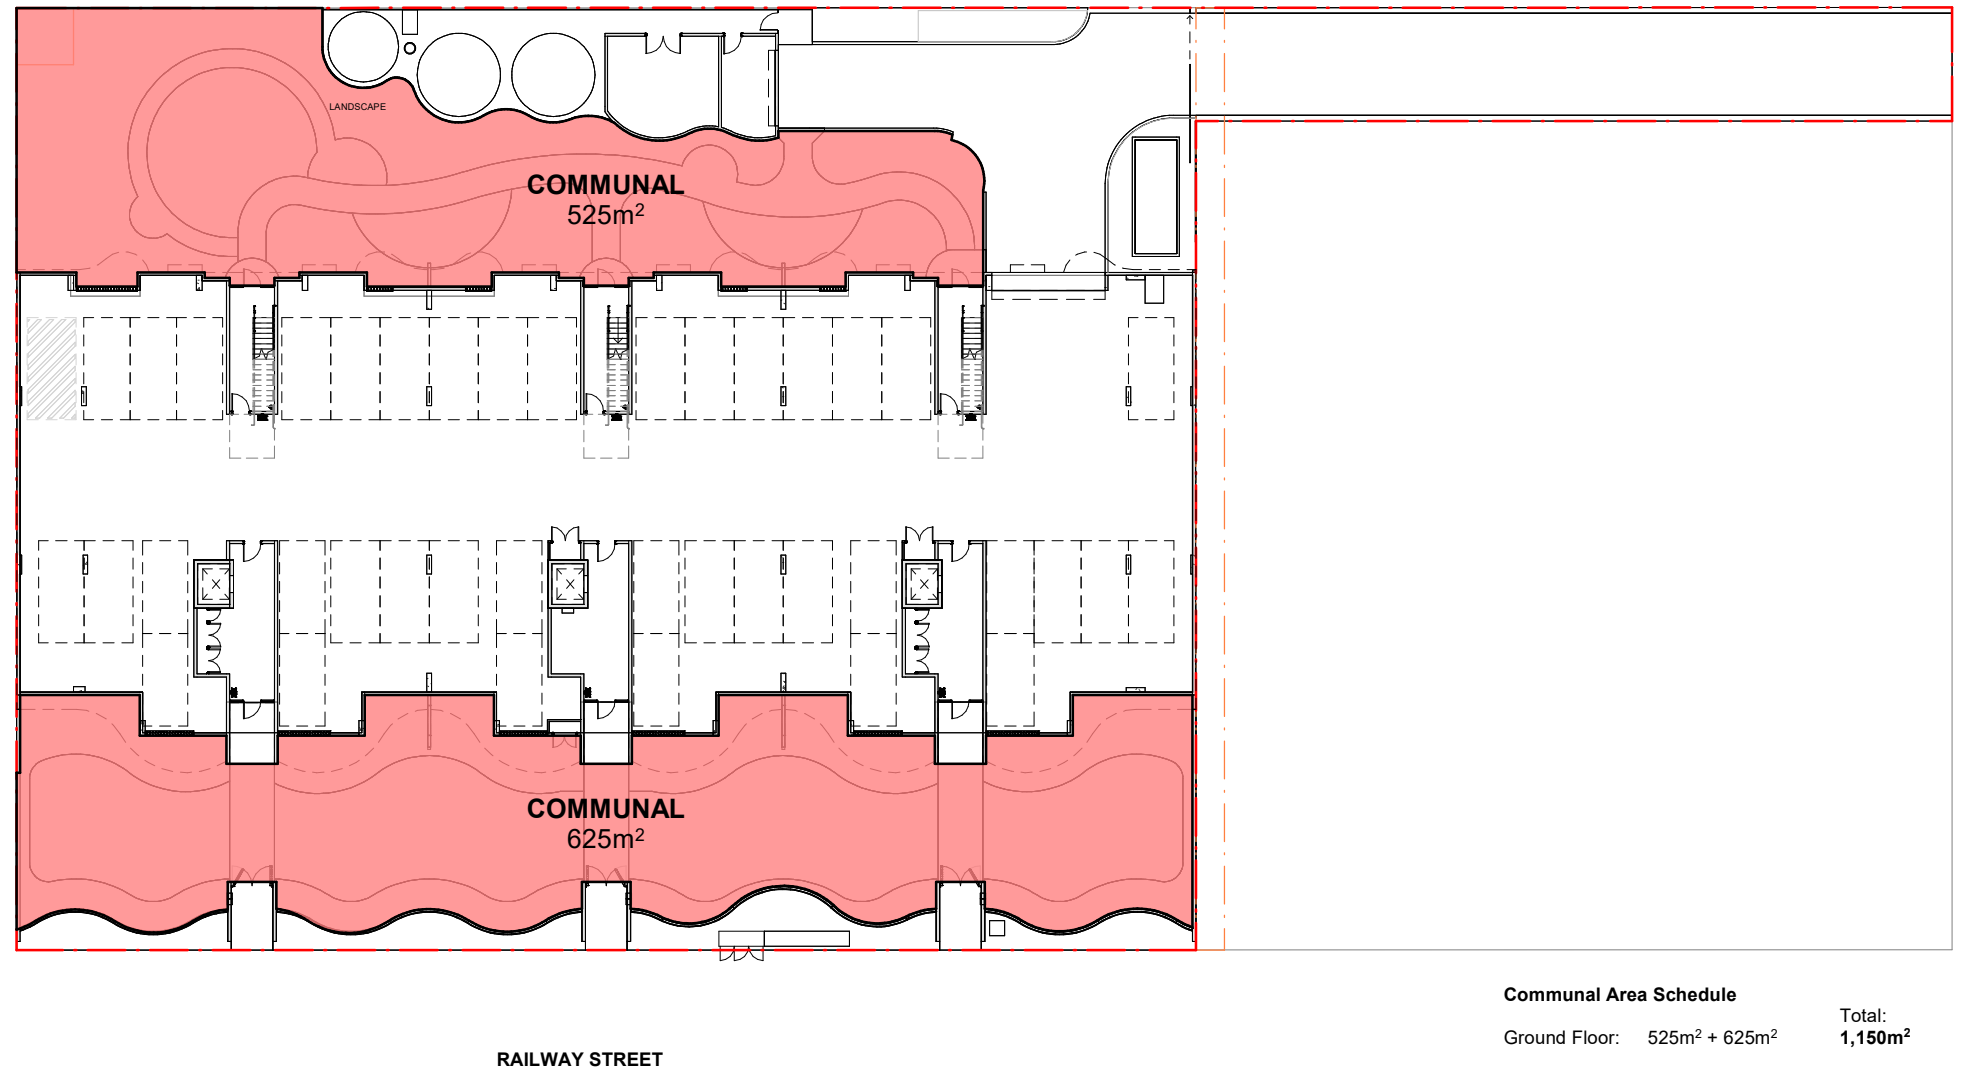 LANDSCAPE
COMMUNAL
525m²
COMMUNAL
625m²
Communal Area Schedule
Total:
Ground Floor: 525m² + 625m² 1,150m²
RAILWAY STREET